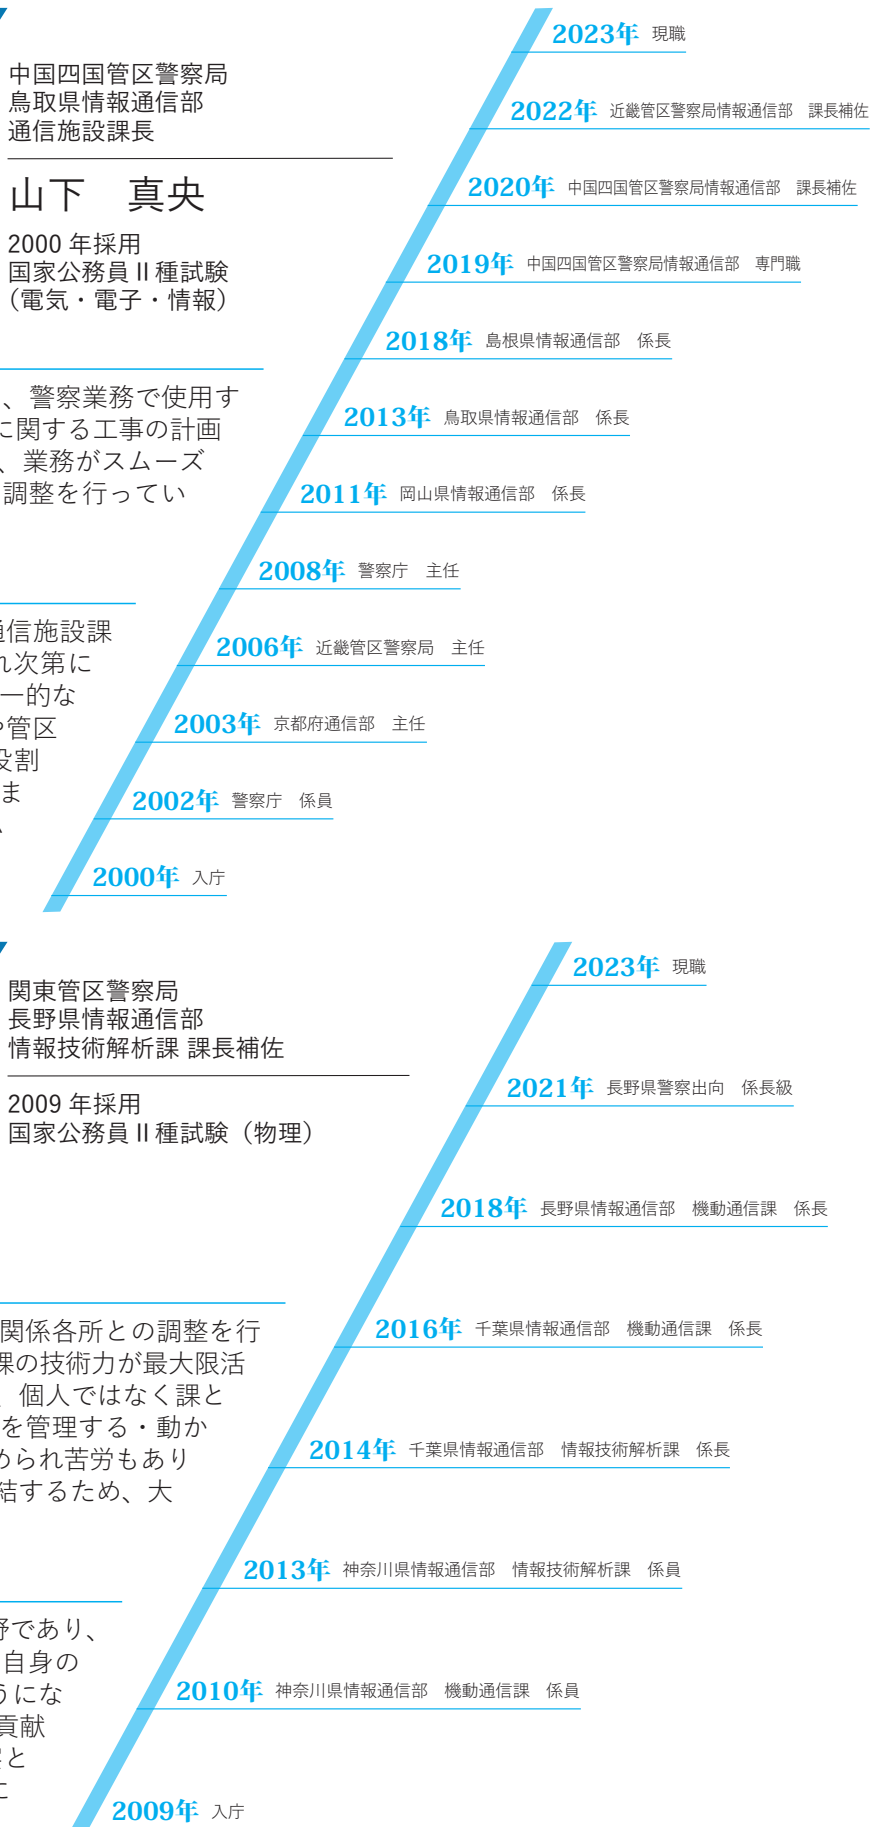 中国四国管区警察局
鳥取県情報通信部
通信施設課長
山下　真央
2000 年採用
国家公務員Ⅱ種試験
（電気・電子・情報）
、警察業務で使用す
に関する工事の計画
、業務がスムーズ
調整を行ってい
通信施設課
れ次第に
一的な
や管区
役割
ま
2023年 現職
2022年 近畿管区警察局情報通信部　課長補佐
2020年 中国四国管区警察局情報通信部　課長補佐
2019年 中国四国管区警察局情報通信部　専門職
2018年 島根県情報通信部　係長
2013年 鳥取県情報通信部　係長
2011年 岡山県情報通信部　係長
2008年 警察庁　主任
2006年 近畿管区警察局　主任
2003年 京都府通信部　主任
2002年 警察庁　係員
2000年 入庁
関東管区警察局
長野県情報通信部
情報技術解析課 課長補佐
2009 年採用
国家公務員Ⅱ種試験（物理）
関係各所との調整を行
課の技術力が最大限活
個人ではなく課と
を管理する・動か
められ苦労もあり
結するため、大
野であり、
自身の
うにな
貢献
と
に
2023年 現職
2021年 長野県警察出向　係長級
2018年 長野県情報通信部　機動通信課　係長
2016年 千葉県情報通信部　機動通信課　係長
2014年 千葉県情報通信部　情報技術解析課　係長
2013年 神奈川県情報通信部　情報技術解析課　係員
2010年 神奈川県情報通信部　機動通信課　係員
2009年 入庁